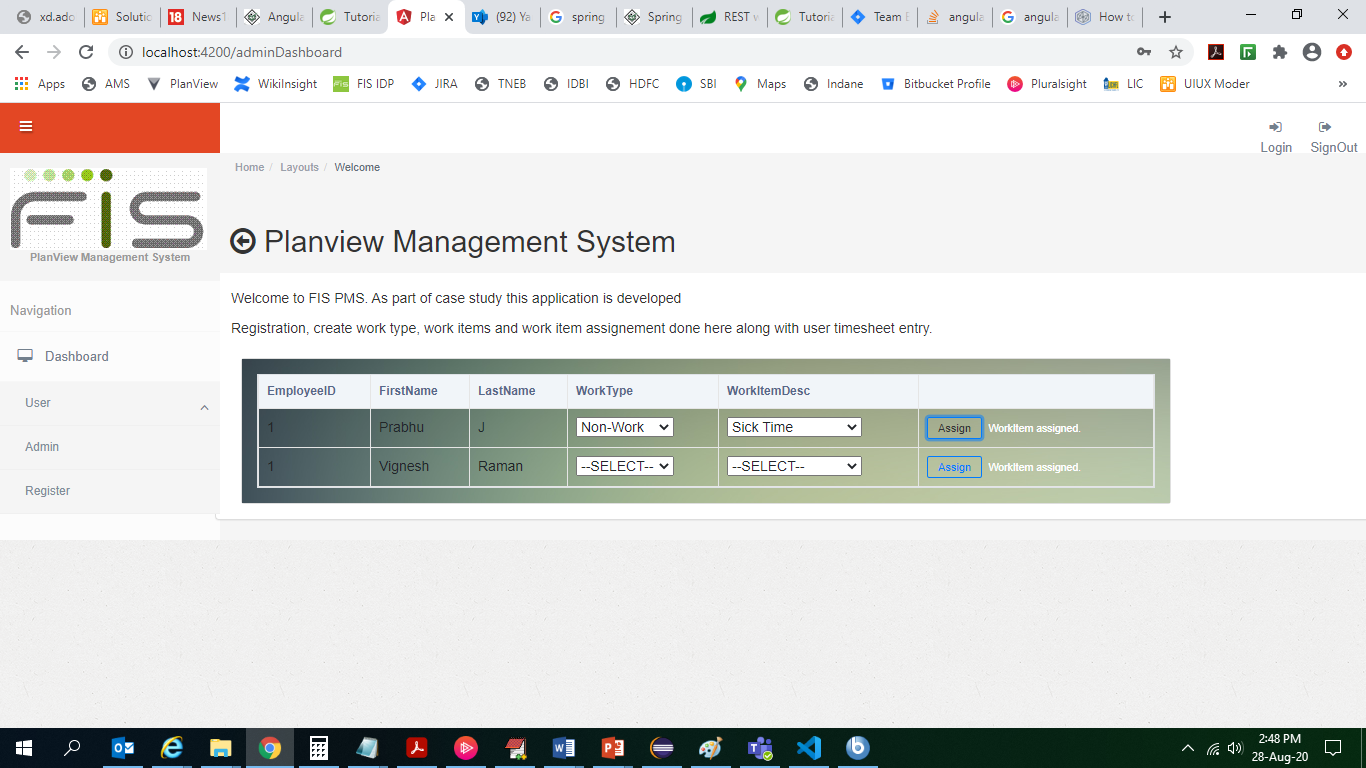 xd.ado Solutic News1 Angula Tutoria Pla (92) Ya spring Spring REST v Tutoria Team E angula angula How to
localhost:4200/adminDashboard
Apps AMS PlanView WikiInsight FIS IDP JIRA TNEB IDBI HDFC SBI Maps Indane Bitbucket Profile Pluralsight LIC UIUX Moder »
Login SignOut
Home / Layouts / Welcome
FIS
PlanView Management System
Planview Management System
Navigation
Welcome to FIS PMS. As part of case study this application is developed
Registration, create work type, work items and work item assignement done here along with user timesheet entry.
Dashboard
User
Admin
Register
EmployeeID FirstName LastName WorkType WorkItemDesc
1 Prabhu J Non-Work Sick Time Assign WorkItem assigned.
1 Vignesh Raman --SELECT-- --SELECT-- Assign WorkItem assigned.
2:48 PM
28-Aug-20